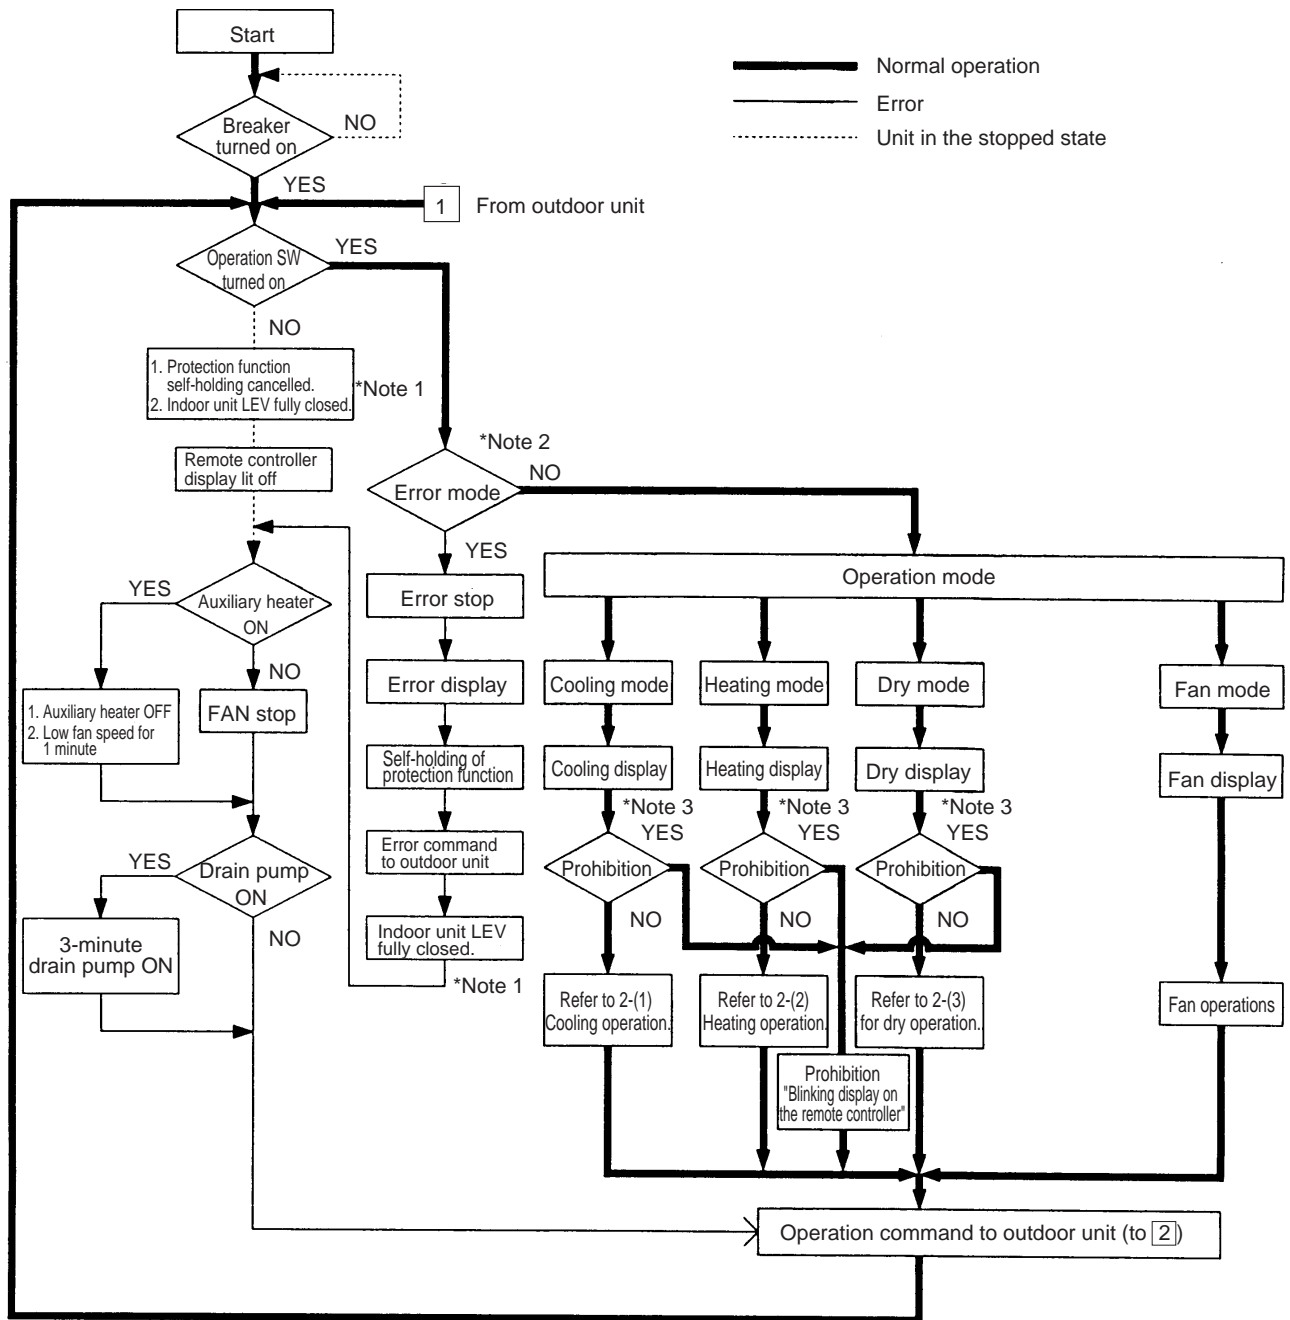 Start
Normal operation
Error
Unit in the stopped state
Breaker
turned on
NO
YES
1
From outdoor unit
Operation SW
turned on
YES
NO
1. Protection function
self-holding cancelled.
2. Indoor unit LEV fully closed.
*Note 1
Remote controller
display lit off
*Note 2
Error mode
NO
YES
Operation mode
YES
Auxiliary heater
ON
NO
Error stop
1. Auxiliary heater OFF
2. Low fan speed for
1 minute
FAN stop
Error display
Cooling mode
Heating mode
Dry mode
Fan mode
Self-holding of
protection function
Cooling display
Heating display
Dry display
Fan display
*Note 3
YES
*Note 3
YES
*Note 3
YES
YES
Drain pump
ON
NO
Error command
to outdoor unit
Prohibition
NO
Prohibition
NO
Prohibition
NO
3-minute
drain pump ON
Indoor unit LEV
fully closed.
*Note 1
Refer to 2-(1)
Cooling operation.
Refer to 2-(2)
Heating operation.
Refer to 2-(3)
for dry operation..
Fan operations
Prohibition
"Blinking display on
the remote controller"
Operation command to outdoor unit (to 2)